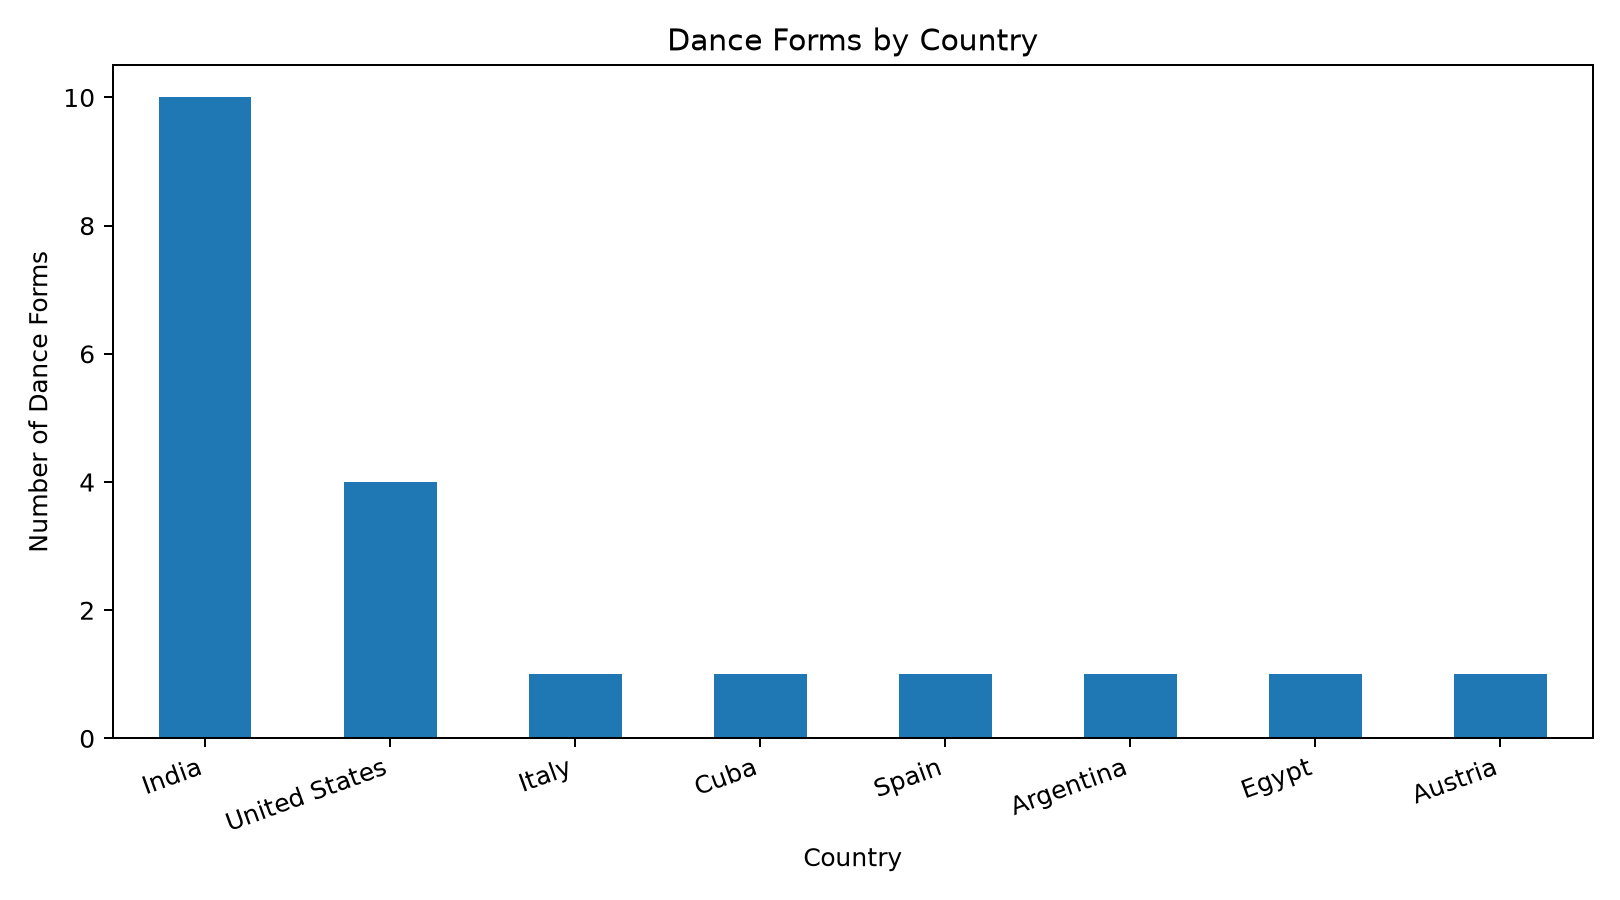 Dance Forms by Country
Number of Dance Forms
10
8
6
4
2
0
India
United States
Italy
Cuba
Spain
Argentina
Egypt
Austria
Country